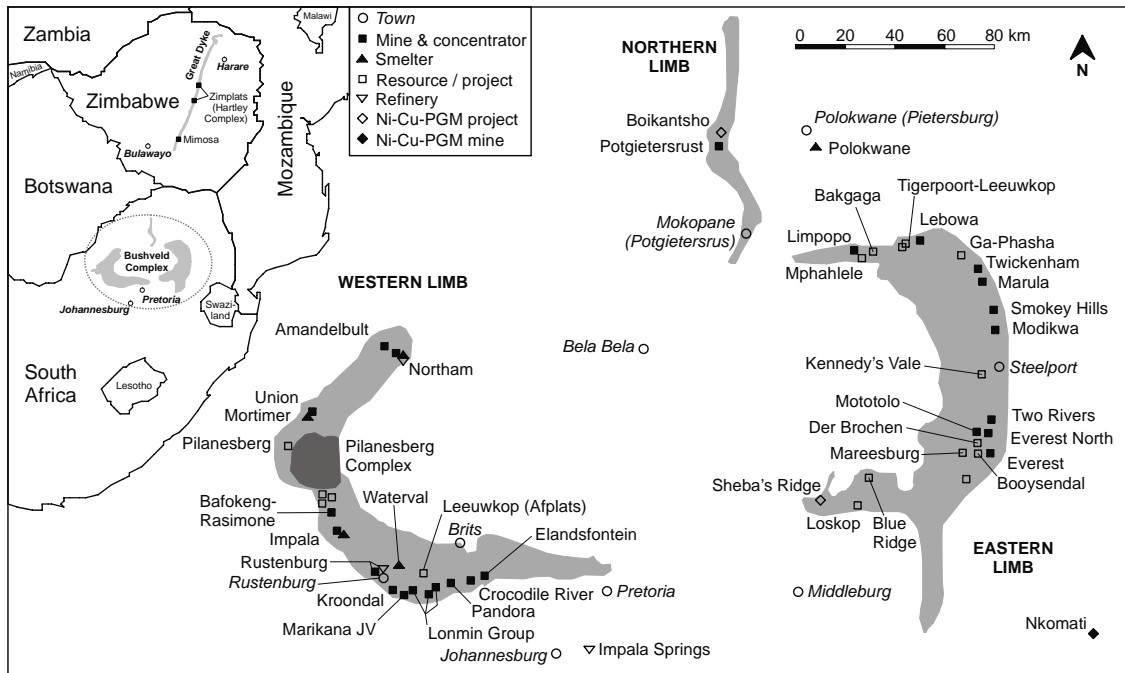 Zambia
Malawi
Namibia
Great Dyke
Harare
Zimbabwe
Zimplats
(Hartley
Complex)
Mimosa
Bulawayo
Mozambique
Botswana
Bushveld
Complex
Pretoria
Johannesburg
Swazi-
land
South
Africa
Lesotho
Town
Mine & concentrator
Smelter
Resource / project
Refinery
Ni-Cu-PGM project
Ni-Cu-PGM mine
NORTHERN
LIMB
0 20 40 60 80 km
N
Boikantsho
Potgietersrust
Polokwane (Pietersburg)
Polokwane
Mokopane
(Potgietersrus)
Tigerpoort-Leeuwkop
Bakgaga
Lebowa
Limpopo
Ga-Phasha
Mphahlele
Twickenham
Marula
Smokey Hills
Modikwa
Kennedy's Vale
Steelport
Mototolo
Two Rivers
Der Brochen
Everest North
Mareesburg
Everest
Booysendal
Sheba's Ridge
Loskop
Blue
Ridge
EASTERN
LIMB
Middleburg
Nkomati
WESTERN LIMB
Amandelbult
Northam
Bela Bela
Union
Mortimer
Pilanesberg
Pilanesberg
Complex
Bafokeng-
Rasimone
Waterval
Leeuwkop (Afplats)
Impala
Brits
Elandsfontein
Rustenburg
Rustenburg
Kroondal
Crocodile River
Pandora
Pretoria
Marikana JV
Lonmin Group
Johannesburg
Impala Springs